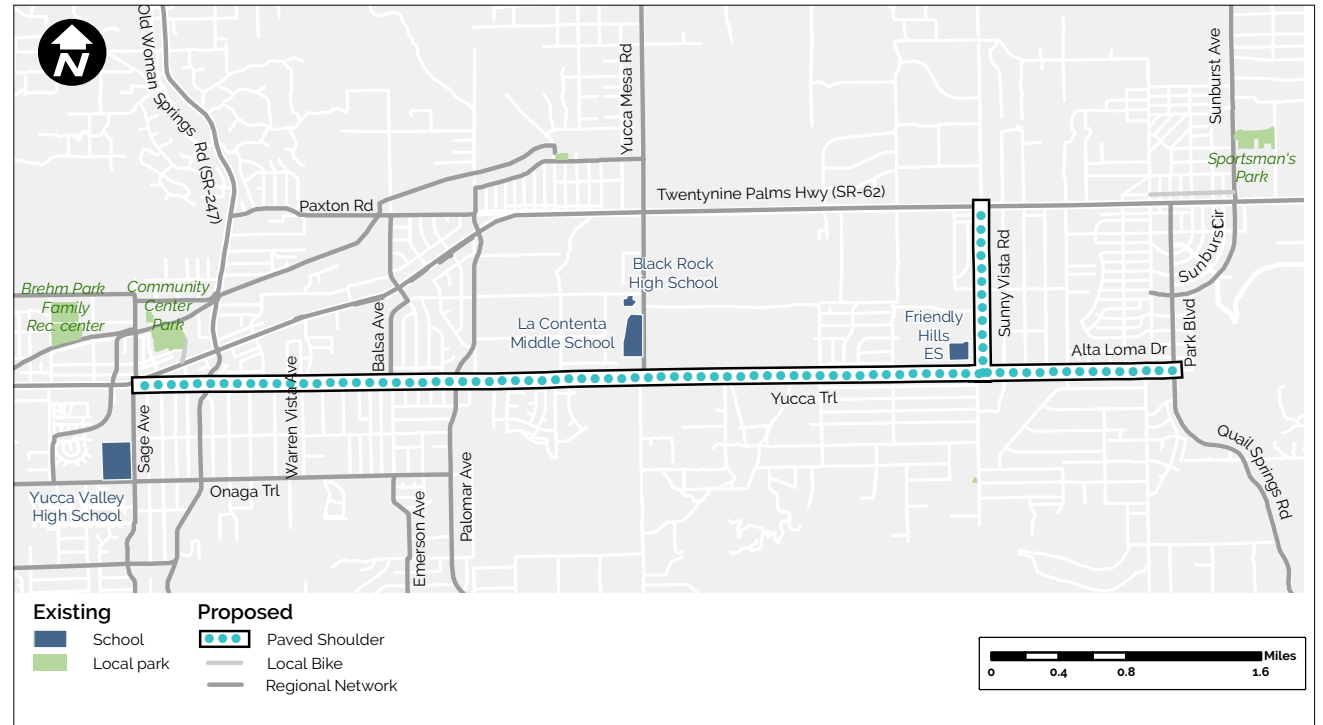 N
Old Woman Springs Rd (SR-247)
Yucca Mesa Rd
Sunburst Ave
Sportsman's
Park
Twentynine Palms Hwy (SR-62)
Paxton Rd
Sunburst Cir
Sunny Vista Rd
Black Rock
High School
Brehm Park
Family
Rec. center
Community
Center
Park
La Contenta
Middle School
Friendly
Hills
ES
Balsa Ave
Park Blvd
Alta Loma Dr
Warren Vista Ave
Yucca Trl
Sage Ave
Quail Springs Rd
Palomar Ave
Onaga Trl
Emerson Ave
Yucca Valley
High School
Existing
School
Local park
Proposed
Paved Shoulder
Local Bike
Regional Network
Miles
0 0.4 0.8 1.6